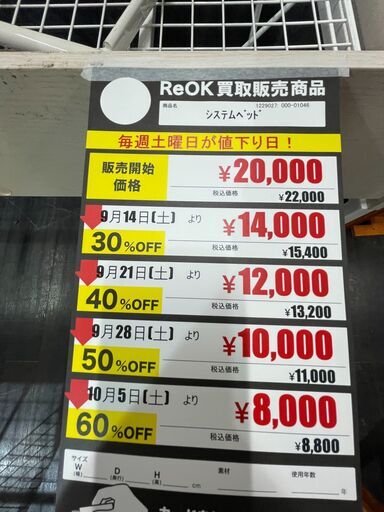 ReOK 買取販売商品
商品名 1229027: 000-01046
システムベッド
毎週土曜日が値下り日！
販売開始価格 ¥20,000
税込価格 ¥22,000
9月14日(土) より ¥14,000
30%OFF 税込価格 ¥15,400
9月21日(土) より ¥12,000
40%OFF 税込価格 ¥13,200
9月28日(土) より ¥10,000
50%OFF 税込価格 ¥11,000
10月5日(土) より ¥8,000
60%OFF 税込価格 ¥8,800
サイズ 素材 使用年数
W(幅) D(奥行) H(高) cm 年